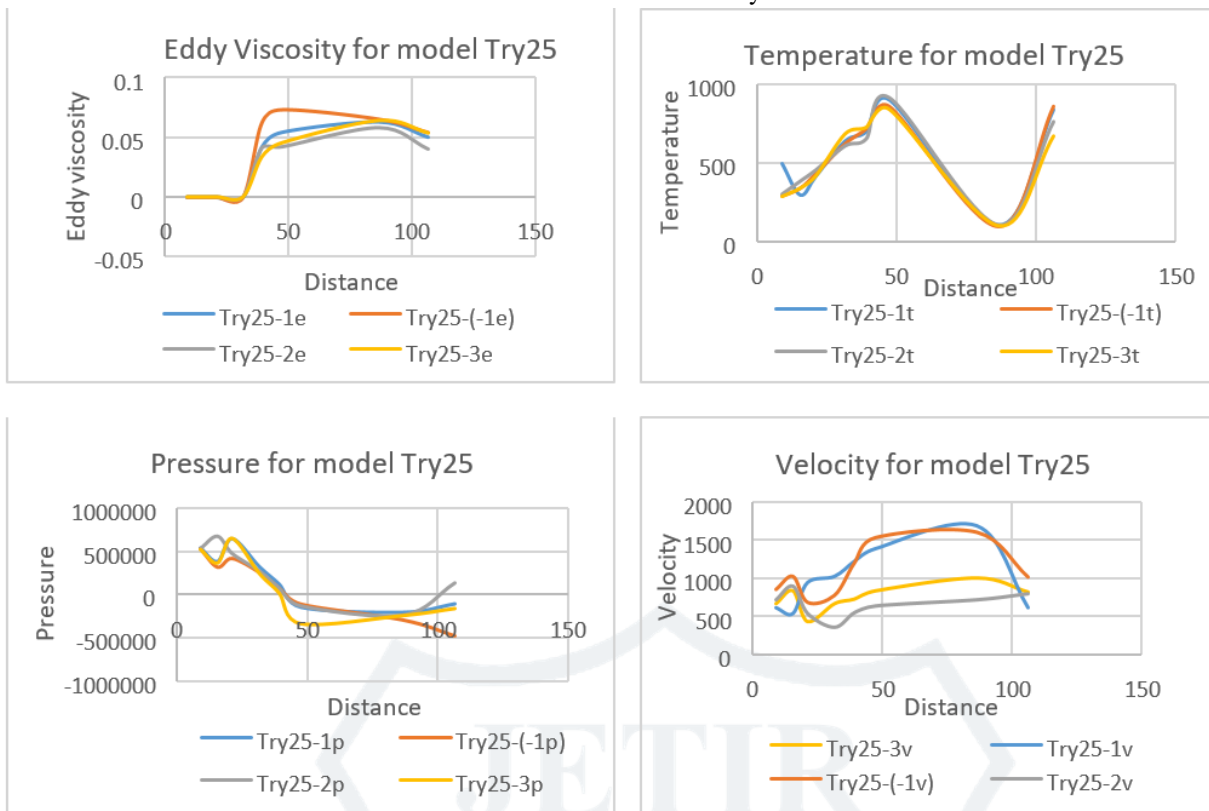 Eddy Viscosity for model Try25
0.1
0.05
0
-0.05
0
50
100
150
Eddy viscosity
Distance
Try25-1e
Try25-(-1e)
Try25-2e
Try25-3e
Temperature for model Try25
1000
500
0
0
50
100
150
Temperature
Distance
Try25-1t
Try25-(-1t)
Try25-2t
Try25-3t
Pressure for model Try25
1000000
500000
0
-500000
-1000000
0
50
100
150
Pressure
Distance
Try25-1p
Try25-(-1p)
Try25-2p
Try25-3p
Velocity for model Try25
2000
1500
1000
500
0
0
50
100
150
Velocity
Distance
Try25-3v
Try25-1v
Try25-(-1v)
Try25-2v
JETIR